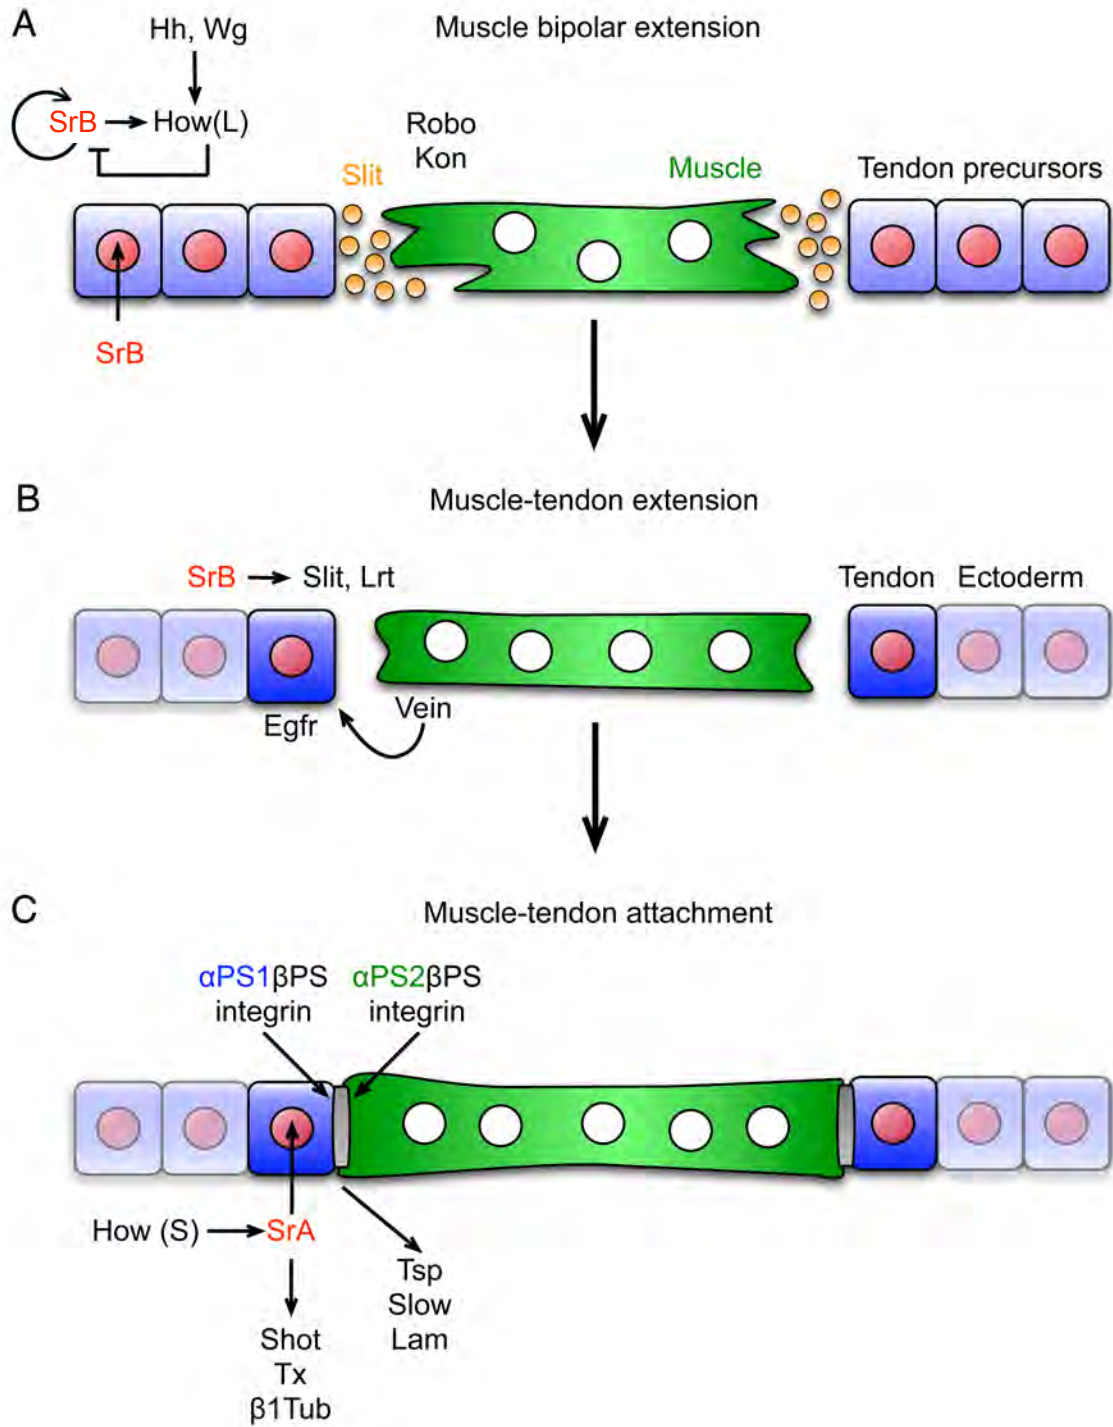 A
Muscle bipolar extension
Hh, Wg
SrB
How(L)
Robo
Kon
Slit
Muscle
Tendon precursors
SrB
B
Muscle-tendon extension
SrB
Slit, Lrt
Tendon
Ectoderm
Egfr
Vein
C
Muscle-tendon attachment
αPS1βPS
integrin
αPS2βPS
integrin
How (S)
SrA
Tsp
Slow
Lam
Shot
Tx
β1Tub